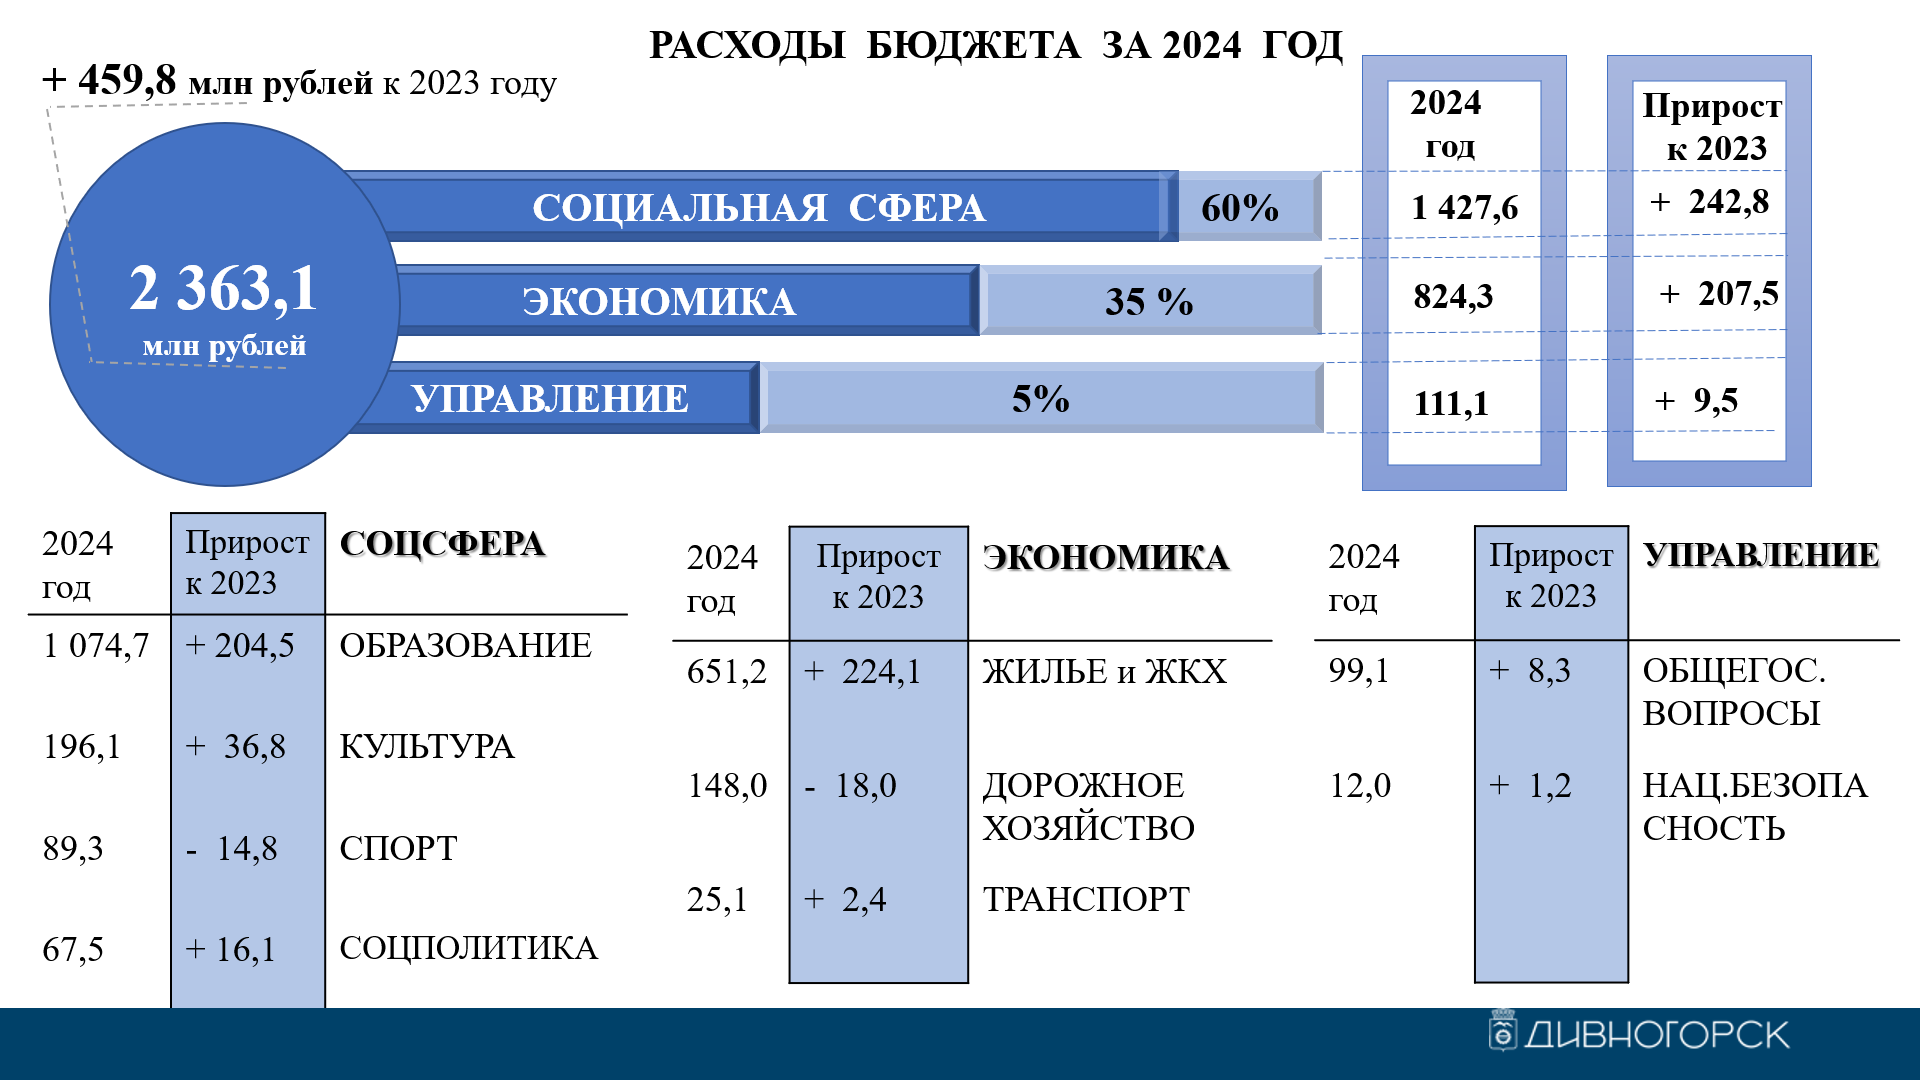 РАСХОДЫ БЮДЖЕТА ЗА 2024 ГОД
+ 459,8 млн рублей к 2023 году
2 363,1
млн рублей
СОЦИАЛЬНАЯ СФЕРА
60%
ЭКОНОМИКА
35 %
УПРАВЛЕНИЕ
5%
2024
год
1 427,6
824,3
111,1
Прирост
к 2023
+ 242,8
+ 207,5
+ 9,5
2024
год
Прирост
к 2023
СОЦСФЕРА
1 074,7 + 204,5 ОБРАЗОВАНИЕ
196,1 + 36,8 КУЛЬТУРА
89,3 - 14,8 СПОРТ
67,5 + 16,1 СОЦПОЛИТИКА
2024
год
Прирост
к 2023
ЭКОНОМИКА
651,2 + 224,1 ЖИЛЬЕ и ЖКХ
148,0 - 18,0 ДОРОЖНОЕ
ХОЗЯЙСТВО
25,1 + 2,4 ТРАНСПОРТ
2024
год
Прирост
к 2023
УПРАВЛЕНИЕ
99,1 + 8,3 ОБЩЕГОС.
ВОПРОСЫ
12,0 + 1,2 НАЦ.БЕЗОПА
СНОСТЬ
ДИВНОГОРСК